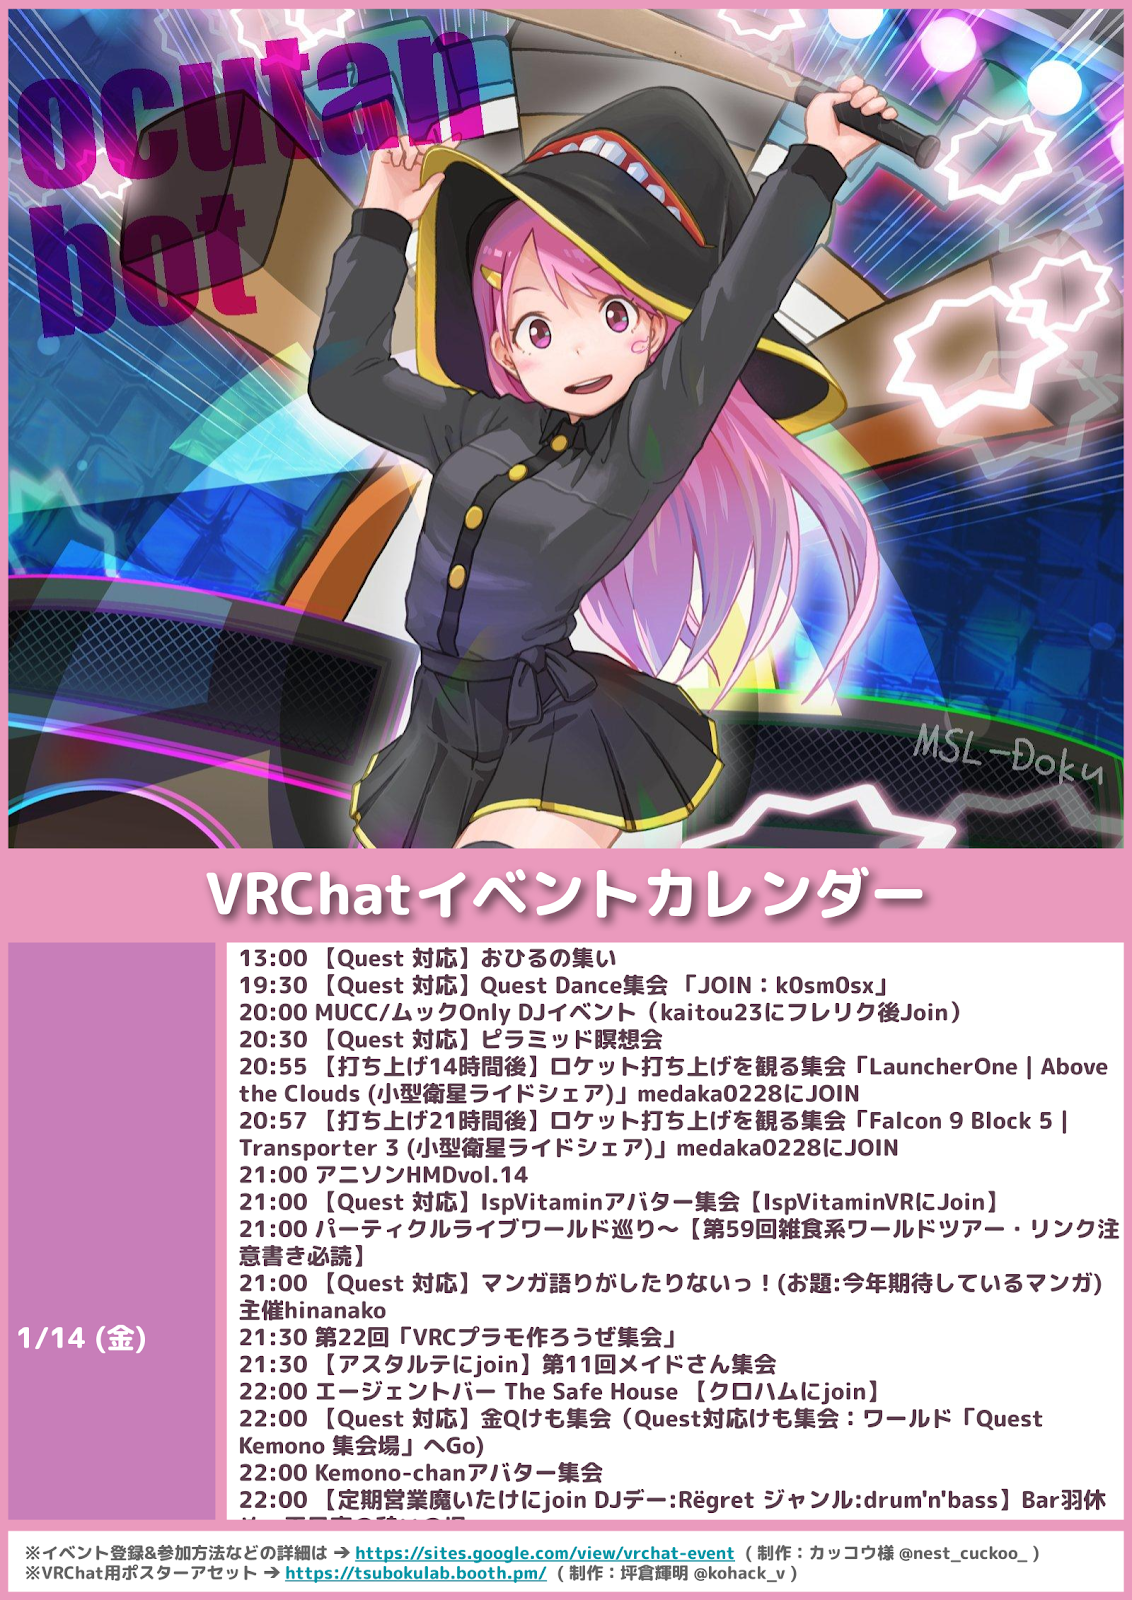 ocutan
bot
MSL-Doku
VRChatイベントカレンダー
1/14 (金)
13:00 【Quest 対応】おひるの集い
19:30 【Quest 対応】Quest Dance集会 「JOIN：k0sm0sx」
20:00 MUCC/ムックOnly DJイベント（kaitou23にフレリク後Join）
20:30 【Quest 対応】ピラミッド瞑想会
20:55 【打ち上げ14時間後】ロケット打ち上げを観る集会「LauncherOne | Above
the Clouds (小型衛星ライドシェア)」medaka0228にJOIN
20:57 【打ち上げ21時間後】ロケット打ち上げを観る集会「Falcon 9 Block 5 |
Transporter 3 (小型衛星ライドシェア)」medaka0228にJOIN
21:00 アニソンHMDvol.14
21:00 【Quest 対応】IspVitaminアバター集会【IspVitaminVRにJoin】
21:00 パーティクルライブワールド巡り～【第59回雑食系ワールドツアー・リンク注
意書き必読】
21:00 【Quest 対応】マンガ語りがしたりないっ！(お題:今年期待しているマンガ)
主催hinanako
21:30 第22回「VRCプラモ作ろうぜ集会」
21:30 【アスタルテにjoin】第11回メイドさん集会
22:00 エージェントバー The Safe House 【クロハムにjoin】
22:00 【Quest 対応】金Qけも集会（Quest対応けも集会：ワールド「Quest
Kemono 集会場」へGo)
22:00 Kemono-chanアバター集会
22:00 【定期営業魔いたけにjoin DJデー:Rëgret ジャンル:drum'n'bass】Bar羽休
※イベント登録&参加方法などの詳細は → https://sites.google.com/view/vrchat-event （制作：カッコウ様 @nest_cuckoo_ ）
※VRChat用ポスターアセット → https://tsubokulab.booth.pm/ （制作：坪倉輝明 @kohack_v ）